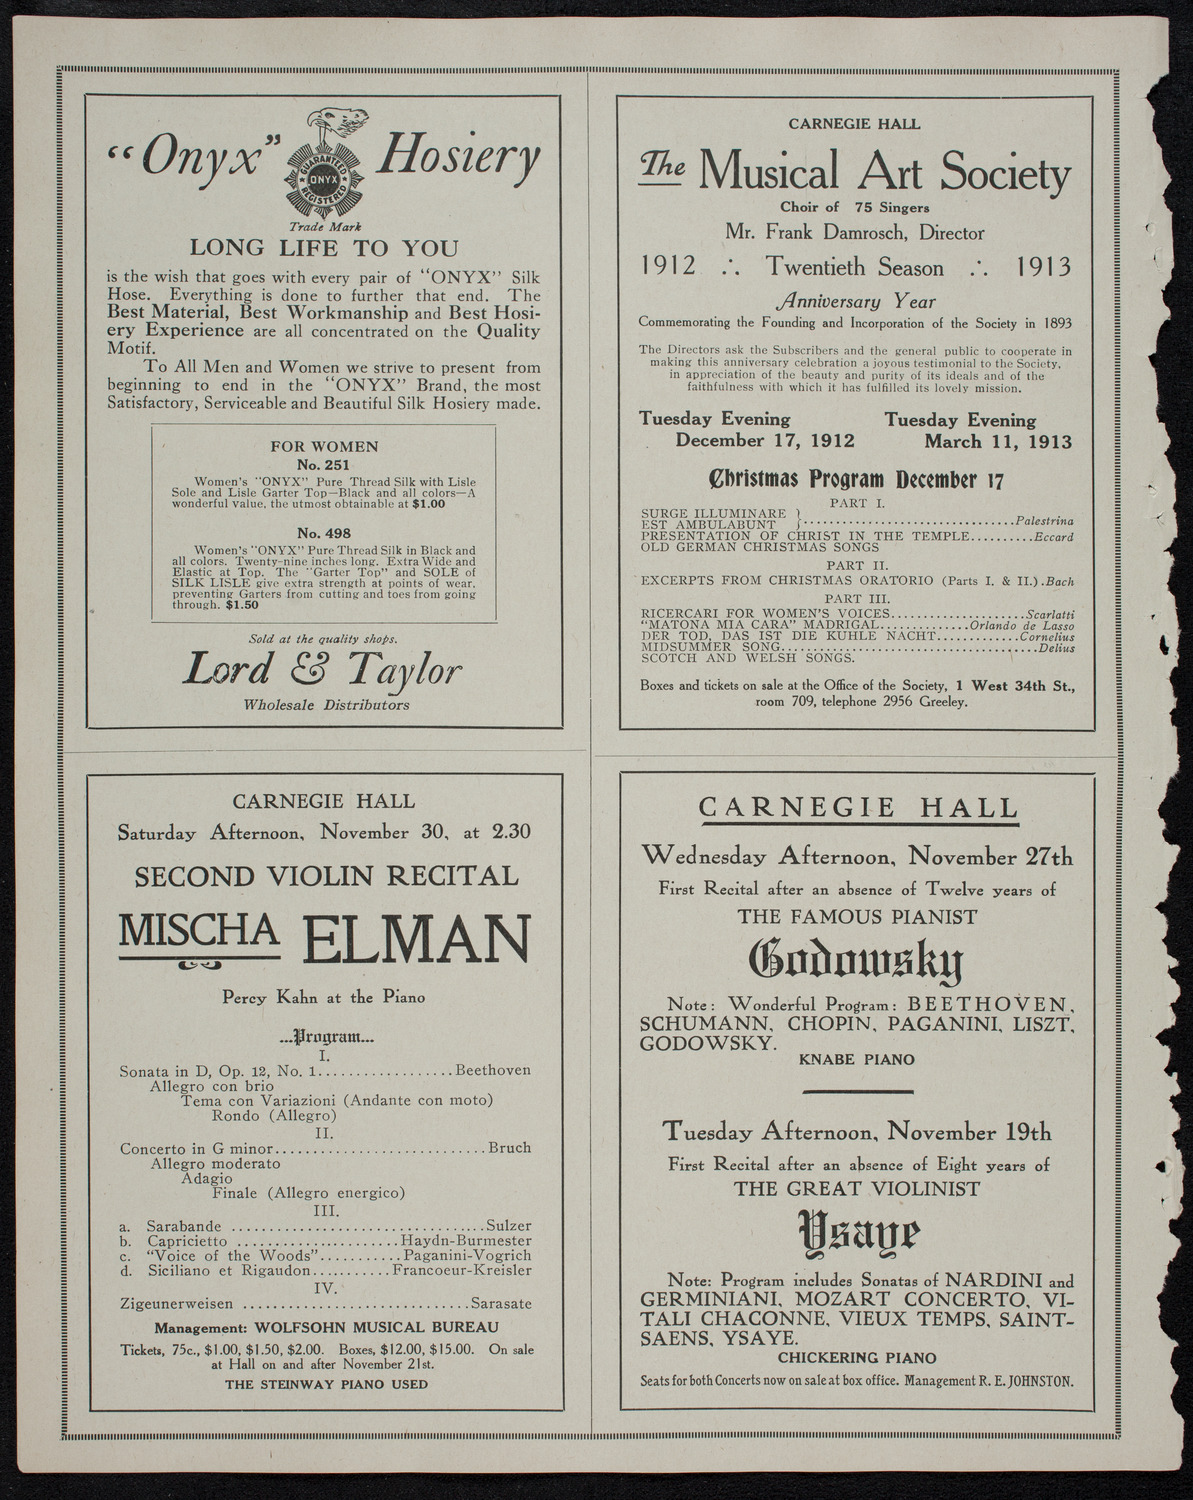 "Onyx" Hosiery
GUARANTEED
ONYX
REGISTERED
Trade Mark
LONG LIFE TO YOU
is the wish that goes with every pair of "ONYX" Silk
Hose. Everything is done to further that end. The
Best Material, Best Workmanship and Best Hosi-
ery Experience are all concentrated on the Quality
Motif.
To All Men and Women we strive to present from
beginning to end in the "ONYX" Brand, the most
Satisfactory, Serviceable and Beautiful Silk Hosiery made.
FOR WOMEN
No. 251
Women's "ONYX" Pure Thread Silk with Lisle
Sole and Lisle Garter Top—Black and all colors—A
wonderful value, the utmost obtainable at $1.00
No. 498
Women's "ONYX" Pure Thread Silk in Black and
all colors. Twenty-nine inches long. Extra Wide and
Elastic at Top. The "Garter Top" and SOLE of
SILK LISLE give extra strength at points of wear,
preventing Garters from cutting and toes from going
through. $1.50
Sold at the quality shops.
Lord & Taylor
Wholesale Distributors
CARNEGIE HALL
The Musical Art Society
Choir of 75 Singers
Mr. Frank Damrosch, Director
1912 ∴ Twentieth Season ∴ 1913
Anniversary Year
Commemorating the Founding and Incorporation of the Society in 1893
The Directors ask the Subscribers and the general public to cooperate in
making this anniversary celebration a joyous testimonial to the Society,
in appreciation of the beauty and purity of its ideals and of the
faithfulness with which it has fulfilled its lovely mission.
Tuesday Evening Tuesday Evening
December 17, 1912 March 11, 1913
Christmas Program December 17
PART I.
SURGE ILLUMINARE }
EST AMBULABUNT }..............................Palestrina
PRESENTATION OF CHRIST IN THE TEMPLE..........Eccard
OLD GERMAN CHRISTMAS SONGS
PART II.
EXCERPTS FROM CHRISTMAS ORATORIO (Parts I. & II.).Bach
PART III.
RICERCARI FOR WOMEN'S VOICES....................Scarlatti
"MATONA MIA CARA" MADRIGAL.............Orlando de Lasso
DER TOD, DAS IST DIE KUHLE NACHT............Cornelius
MIDSUMMER SONG......................................Delius
SCOTCH AND WELSH SONGS.
Boxes and tickets on sale at the Office of the Society, 1 West 34th St.,
room 709, telephone 2956 Greeley.
CARNEGIE HALL
Saturday Afternoon, November 30, at 2.30
SECOND VIOLIN RECITAL
MISCHA ELMAN
Percy Kahn at the Piano
...Program...
I.
Sonata in D, Op. 12, No. 1..................Beethoven
Allegro con brio
Tema con Variazioni (Andante con moto)
Rondo (Allegro)
II.
Concerto in G minor............................Bruch
Allegro moderato
Adagio
Finale (Allegro energico)
III.
a. Sarabande .................................Sulzer
b. Capricietto .....................Haydn-Burmester
c. "Voice of the Woods"...........Paganini-Vogrich
d. Siciliano et Rigaudon..........Francoeur-Kreisler
IV.
Zigeunerweisen ..............................Sarasate
Management: WOLFSOHN MUSICAL BUREAU
Tickets, 75c., $1.00, $1.50, $2.00. Boxes, $12.00, $15.00. On sale
at Hall on and after November 21st.
THE STEINWAY PIANO USED
CARNEGIE HALL
Wednesday Afternoon, November 27th
First Recital after an absence of Twelve years of
THE FAMOUS PIANIST
Godowsky
Note: Wonderful Program: BEETHOVEN,
SCHUMANN, CHOPIN, PAGANINI, LISZT,
GODOWSKY.
KNABE PIANO
Tuesday Afternoon, November 19th
First Recital after an absence of Eight years of
THE GREAT VIOLINIST
Ysaye
Note: Program includes Sonatas of NARDINI and
GERMINIANI, MOZART CONCERTO, VI-
TALI CHACONNE, VIEUX TEMPS, SAINT-
SAENS, YSAYE.
CHICKERING PIANO
Seats for both Concerts now on sale at box office. Management R. E. JOHNSTON.